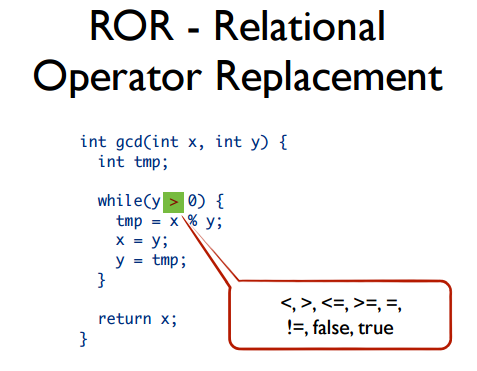 ROR - Relational
Operator Replacement
int gcd(int x, int y) {
int tmp;
while(y > 0) {
tmp = x % y;
x = y;
y = tmp;
}
return x;
}
<, >, <=, >=, =,
!=, false, true